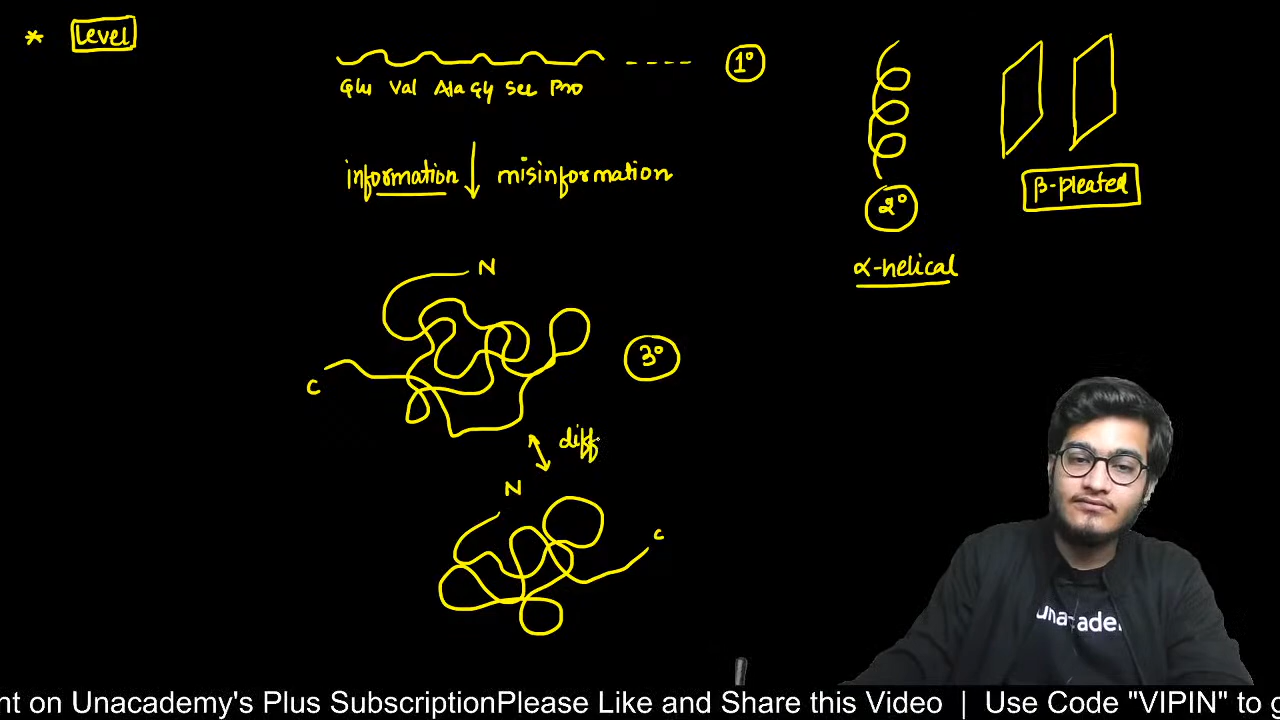 * Level
Glu Val Ala Gly Ser Pro
1°
information misinformation
2°
α-helical
β-pleated
N
C
3°
diff
N
C
unacade
nt on Unacademy's Plus SubscriptionPlease Like and Share this Video | Use Code "VIPIN" to g